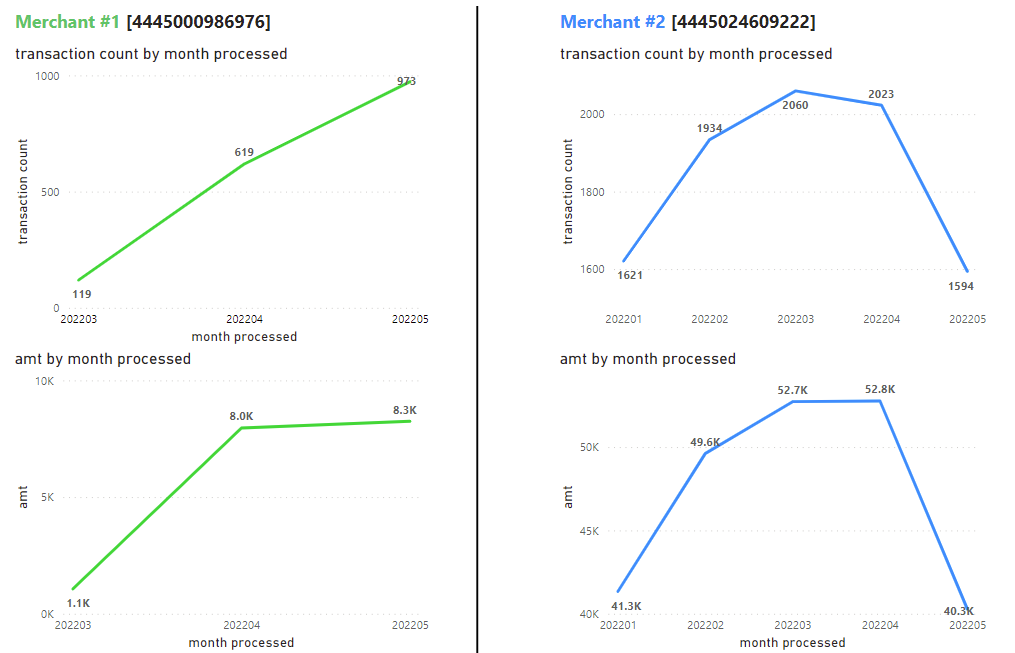 Merchant #1 [4445000986976]
transaction count by month processed
1000
500
0
transaction count
119
619
973
202203
202204
202205
month processed
amt by month processed
10K
5K
0K
amt
1.1K
8.0K
8.3K
202203
202204
202205
month processed
Merchant #2 [4445024609222]
transaction count by month processed
2000
1800
1600
transaction count
1621
1934
2060
2023
1594
202201
202202
202203
202204
202205
amt by month processed
50K
45K
40K
amt
41.3K
49.6K
52.7K
52.8K
40.3K
202201
202202
202203
202204
202205
month processed